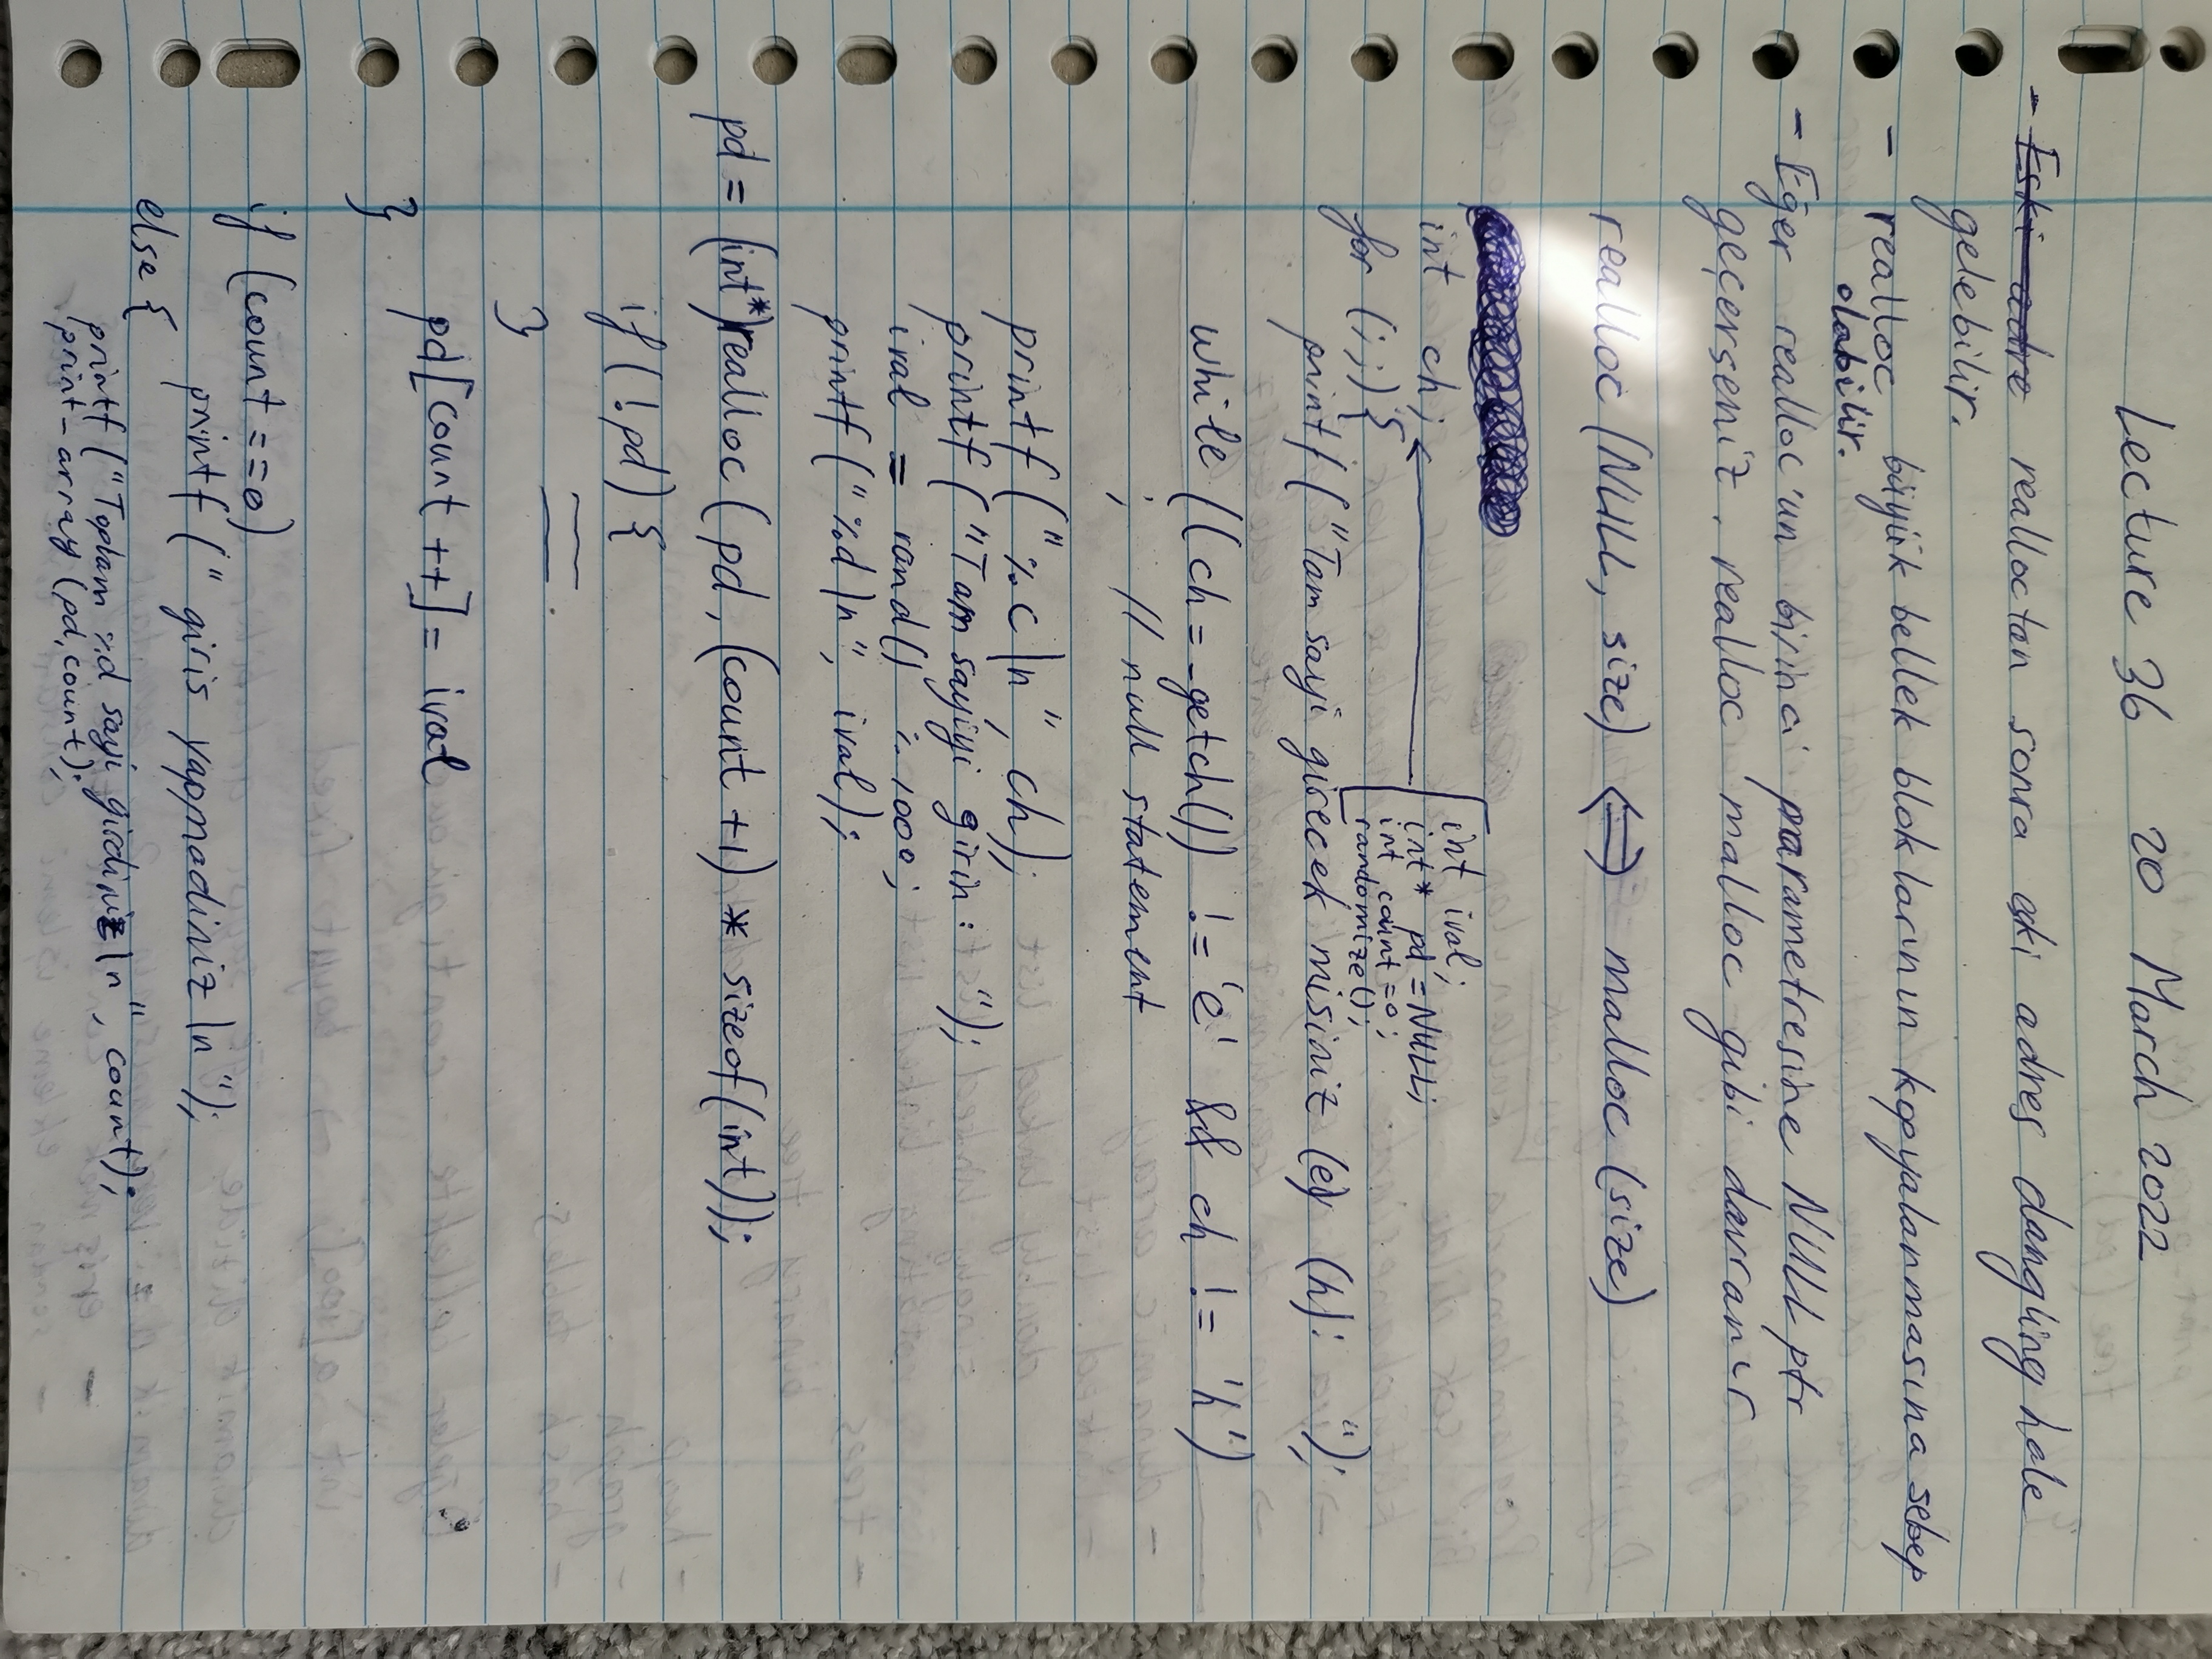 Lecture 36 20 March 2022
- Eski adre realloctan sonra eski adres dangling hale
gelebilir.
- realloc büyük bellek bloklarının kopyalanmasına sebep
olabilir.
- Eğer realloc'un birinci parametresine NULL ptr
geçerseniz. realloc malloc gibi davranır
realloc (NULL, size) <=> malloc (size)
int ival;
int* pd = NULL;
int count = 0;
randomize();
int ch;
for (;;) {
printf ("Tam sayi girecek misiniz (e) (h): ");
while ((ch = _getch()) != 'e' && ch != 'h')
; // null statement
printf ("%c \n", ch);
printf ("Tam sayiyi girin: ");
ival = rand() % 1000;
printf ("%d \n", ival);
pd = (int*)realloc (pd, (count +1) * sizeof(int));
if (!pd) {
}
pd[count ++] = ival
}
if (count ==0)
printf (" giris yapmadiniz \n");
else {
printf ("Toplam %d sayi girdiniz \n", count);
print_array (pd, count);